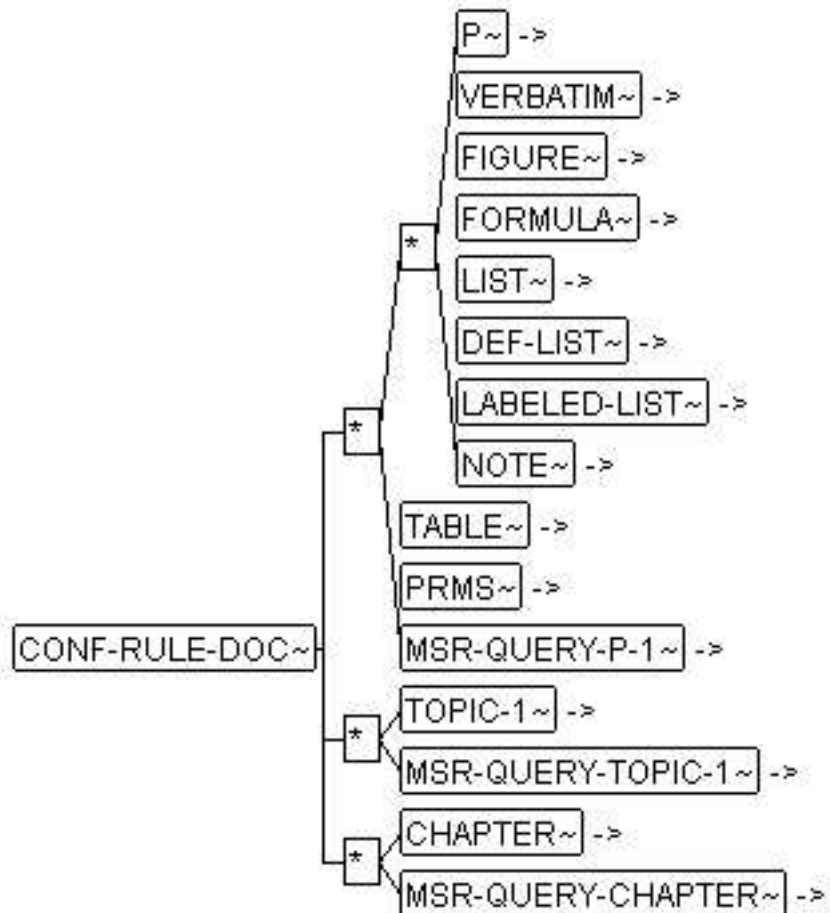 P~ ->
VERBATIM~ ->
FIGURE~ ->
FORMULA~ ->
*
LIST~ ->
DEF-LIST~ ->
LABELED-LIST~ ->
*
NOTE~ ->
TABLE~ ->
PRMS~ ->
CONF-RULE-DOC~
MSR-QUERY-P-1~ ->
TOPIC-1~ ->
*
MSR-QUERY-TOPIC-1~ ->
CHAPTER~ ->
*
MSR-QUERY-CHAPTER~ ->